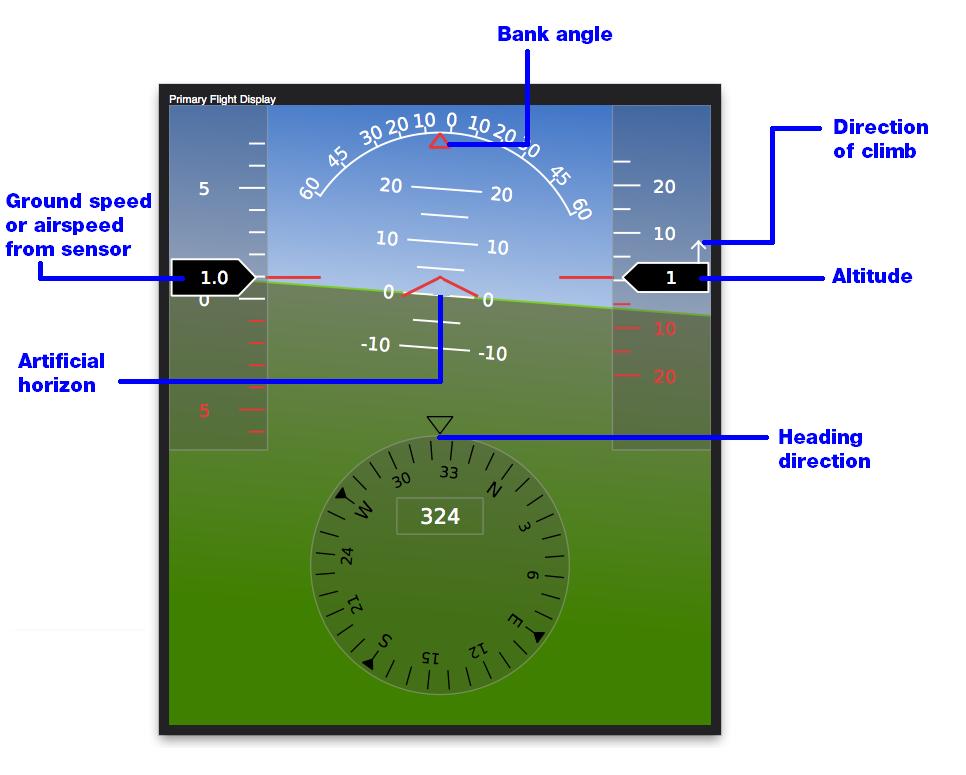 Bank angle
Primary Flight Display
Direction
of climb
Ground speed
or airspeed
from sensor
60 45 30 20 10 0 10 20 30 45 60
5
20 20
20
10 10
10
1.0
1
Altitude
0
0 0
10
-10 -10
20
Artificial
horizon
5
Heading
direction
30 33 N 3 6 E 12 15 S 21 24 W
324